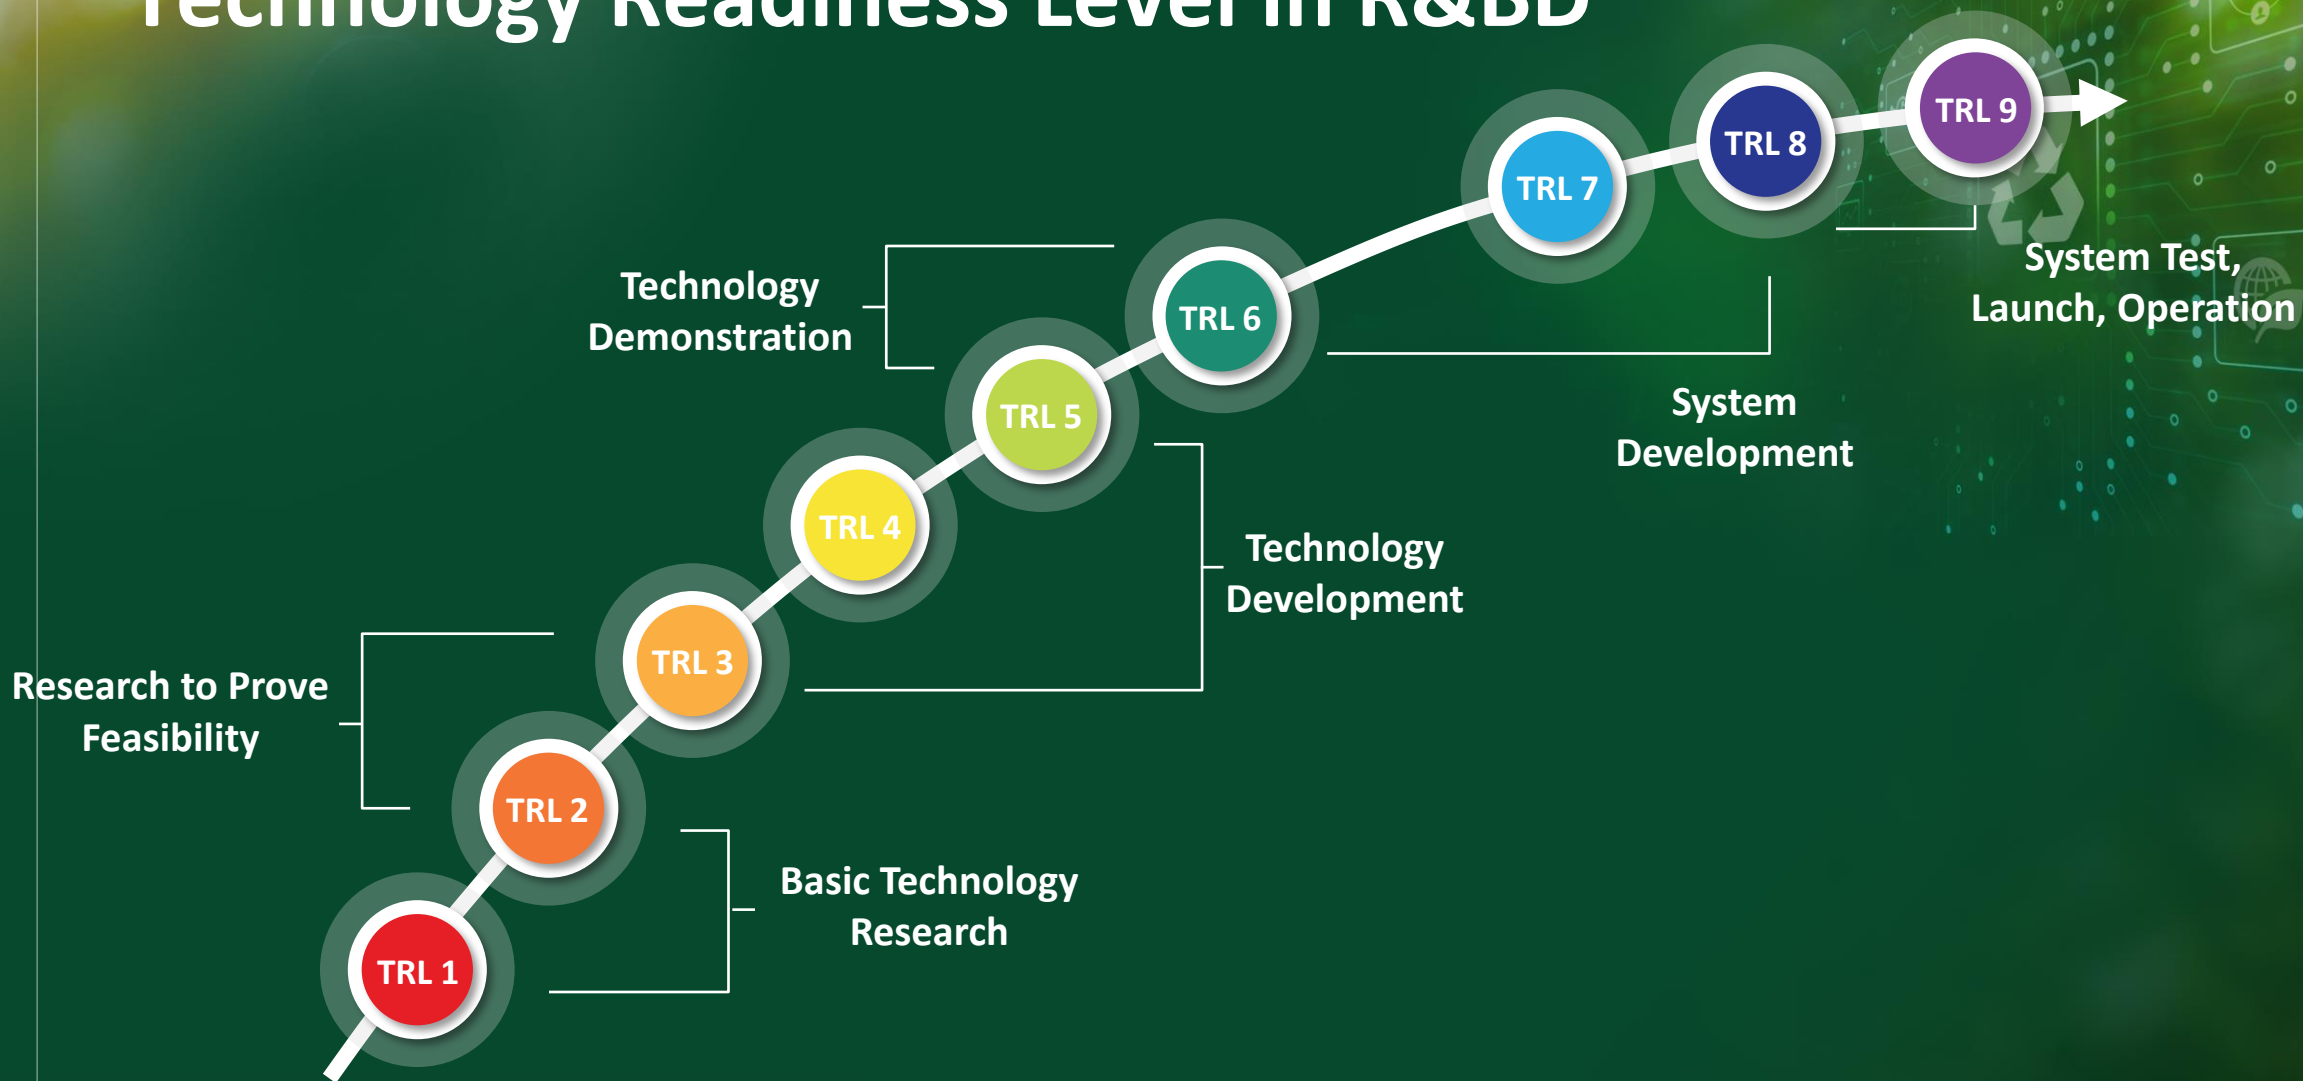 Technology Readiness Level in R&BD
TRL 9
TRL 8
TRL 7
System Test,
Launch, Operation
Technology
Demonstration
TRL 6
TRL 5
System
Development
TRL 4
Technology
Development
TRL 3
Research to Prove
Feasibility
TRL 2
Basic Technology
Research
TRL 1